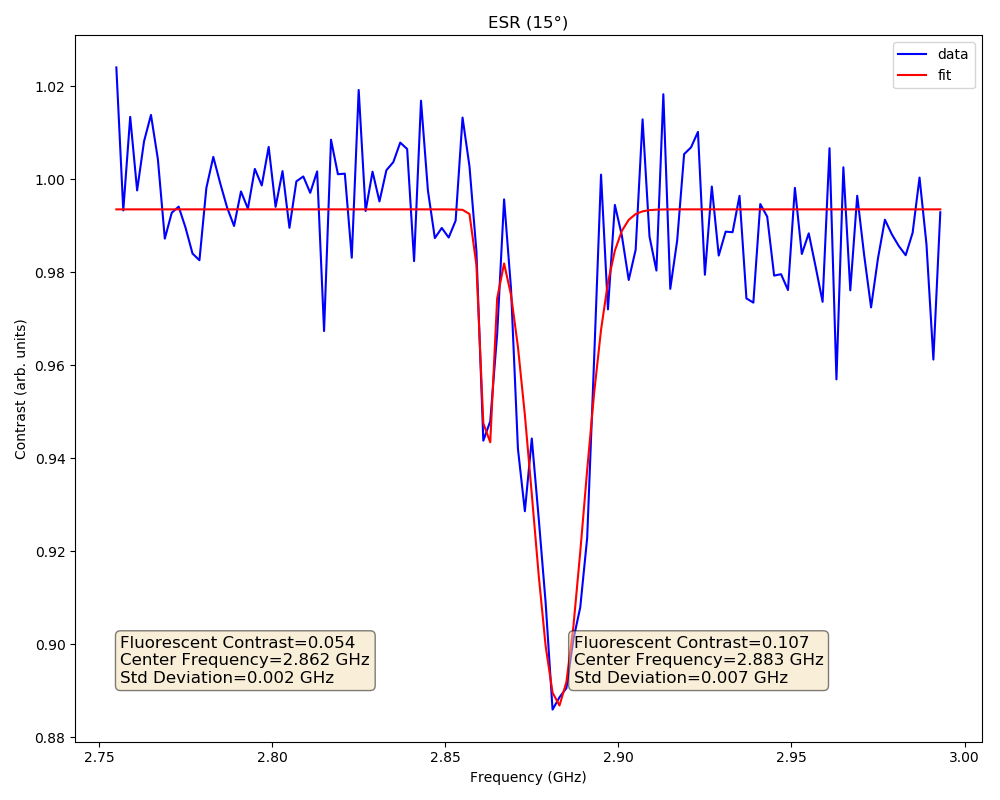 ESR (15°)
data
fit
1.02
1.00
0.98
0.96
0.94
0.92
0.90
0.88
Contrast (arb. units)
Fluorescent Contrast=0.054
Center Frequency=2.862 GHz
Std Deviation=0.002 GHz
Fluorescent Contrast=0.107
Center Frequency=2.883 GHz
Std Deviation=0.007 GHz
2.75
2.80
2.85
2.90
2.95
3.00
Frequency (GHz)